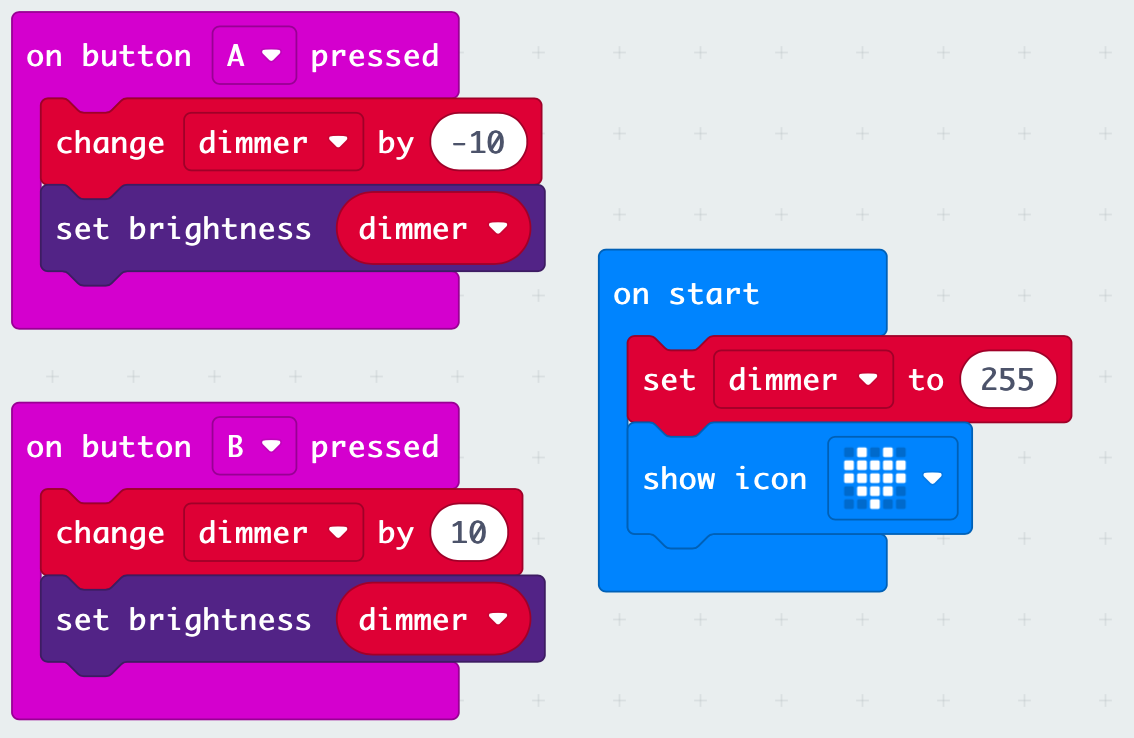 on button A pressed
change dimmer by -10
set brightness dimmer
on button B pressed
change dimmer by 10
set brightness dimmer
on start
set dimmer to 255
show icon